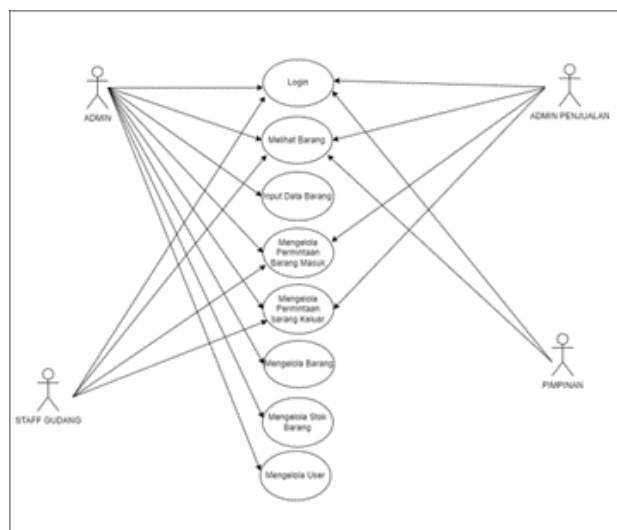 Login
ADMIN
ADMIN PENJUALAN
Melihat Barang
Input Data Barang
Mengelola
Permintaan
Barang Masuk
Mengelola
Permintaan
barang Keluar
Mengelola Barang
PIMPINAN
STAFF GUDANG
Mengelola Stok
Barang
Mengelola User